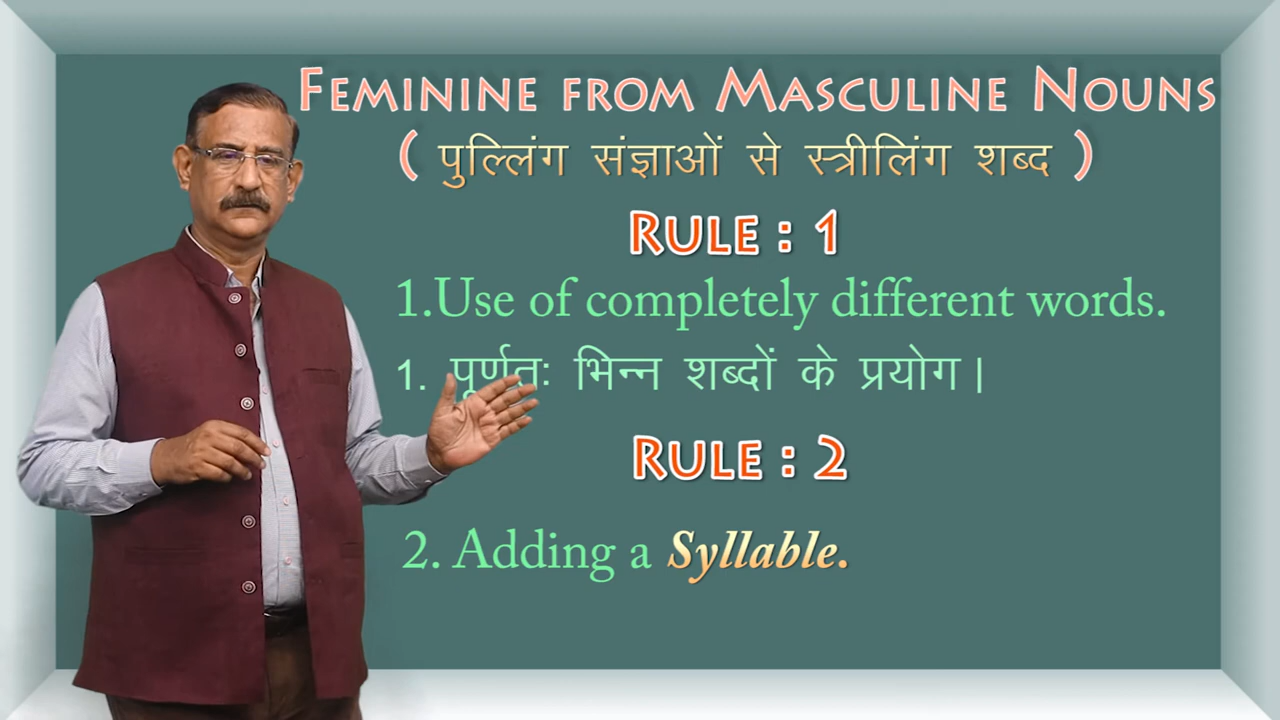 FEMININE FROM MASCULINE NOUNS
( पुल्लिंग संज्ञाओं से स्त्रीलिंग शब्द )
RULE : 1
1.Use of completely different words.
1. पूर्णतः भिन्न शब्दों के प्रयोग।
RULE : 2
2. Adding a Syllable.